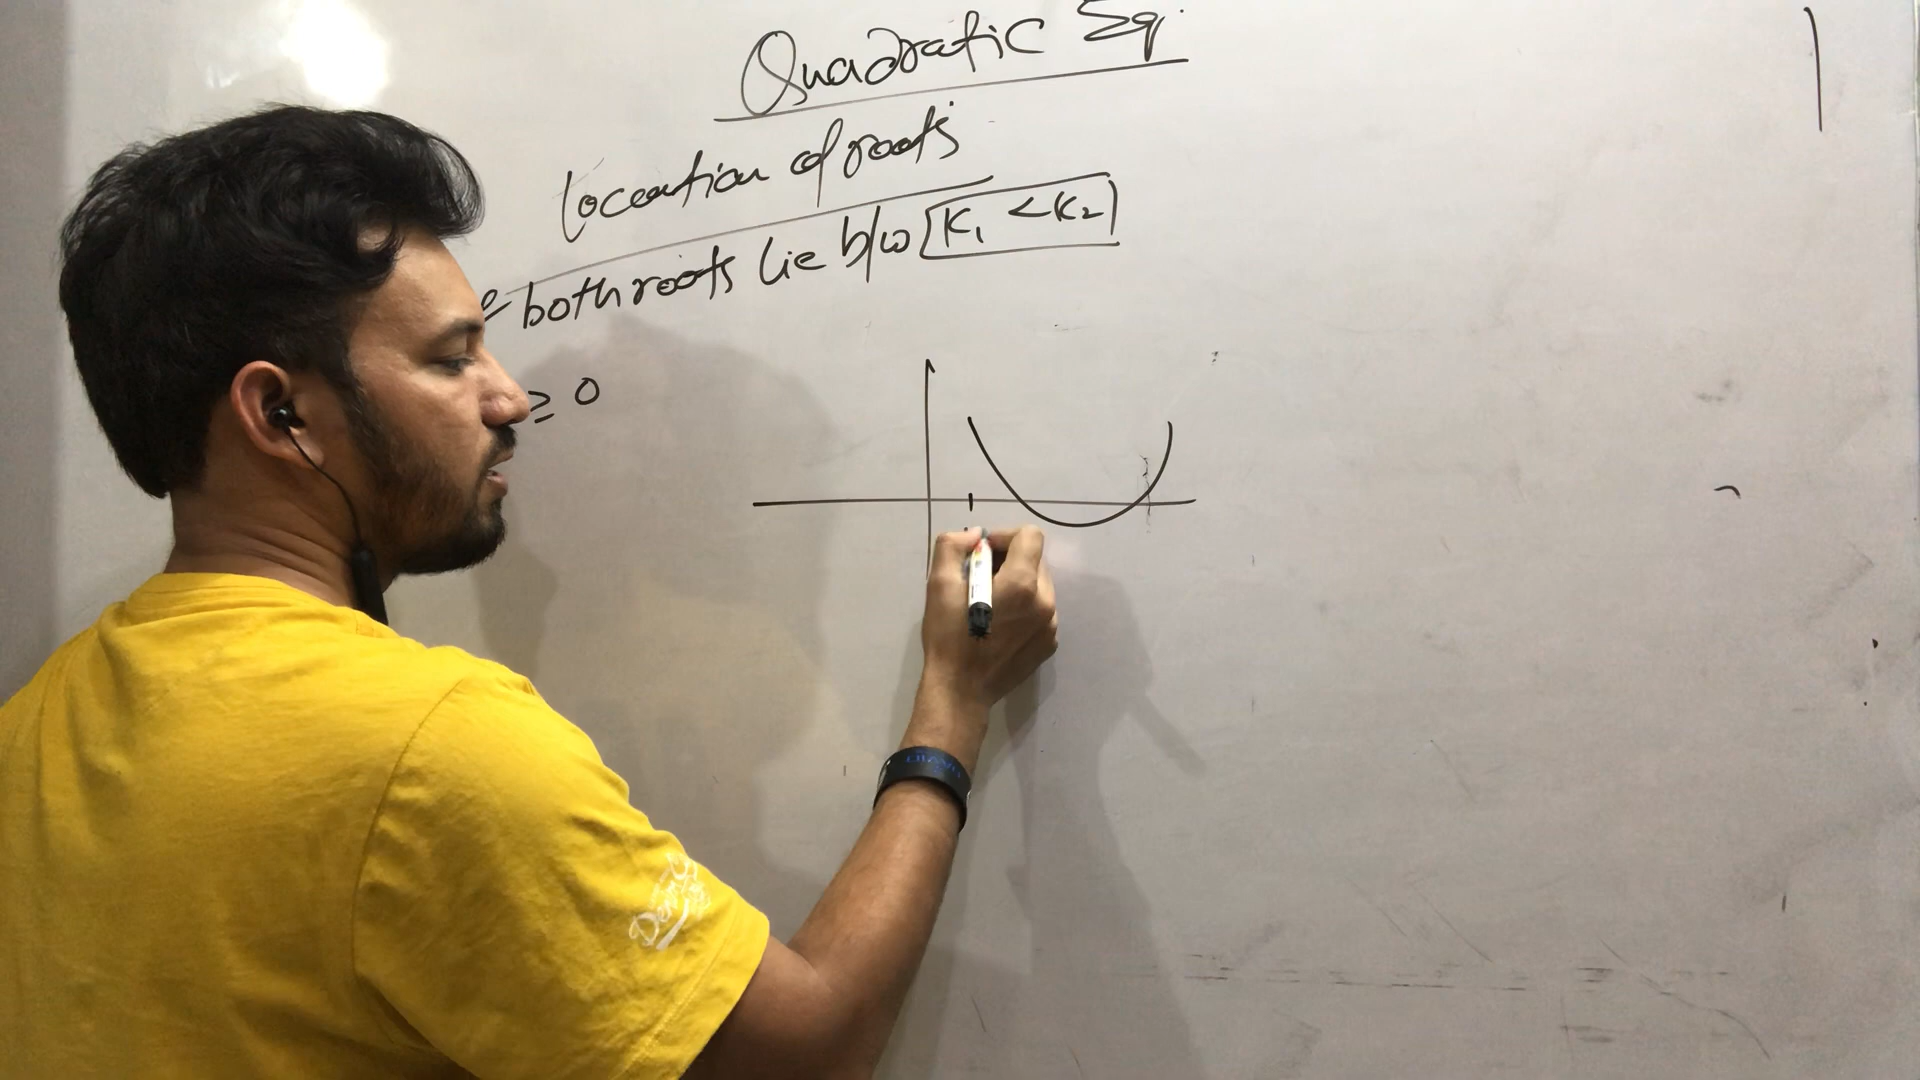 Quadratic Eq.
Location of roots
both roots lie b/w K₁ < K₂
≥ 0